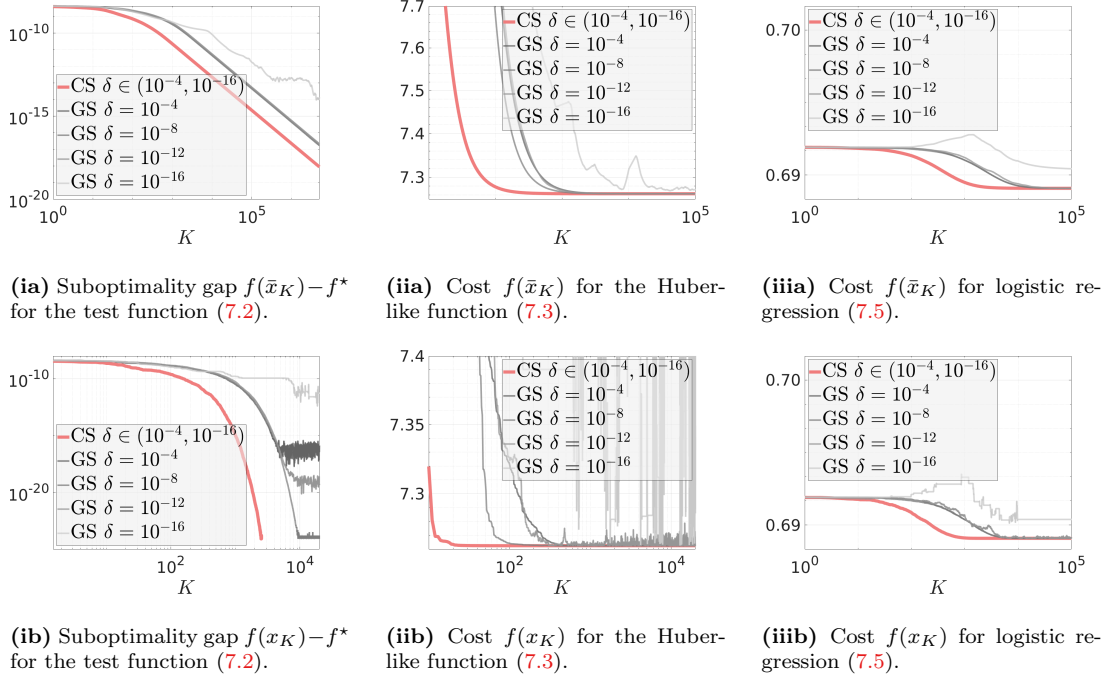 10^{-10}
10^{-15}
10^{-20}
10^0
10^5
K
CS δ ∈ (10^{-4}, 10^{-16})
GS δ = 10^{-4}
GS δ = 10^{-8}
GS δ = 10^{-12}
GS δ = 10^{-16}
7.7
7.6
7.5
7.4
7.3
10^5
K
CS δ ∈ (10^{-4}, 10^{-16})
GS δ = 10^{-4}
GS δ = 10^{-8}
GS δ = 10^{-12}
GS δ = 10^{-16}
0.70
0.69
10^0
10^5
K
CS δ ∈ (10^{-4}, 10^{-16})
GS δ = 10^{-4}
GS δ = 10^{-8}
GS δ = 10^{-12}
GS δ = 10^{-16}
(ia) Suboptimality gap f(x̄_K)−f⋆
for the test function (7.2).
(iia) Cost f(x̄_K) for the Huber-
like function (7.3).
(iiia) Cost f(x̄_K) for logistic re-
gression (7.5).
10^{-10}
10^{-20}
10^2
10^4
K
CS δ ∈ (10^{-4}, 10^{-16})
GS δ = 10^{-4}
GS δ = 10^{-8}
GS δ = 10^{-12}
GS δ = 10^{-16}
7.4
7.35
7.3
10^2
10^4
K
CS δ ∈ (10^{-4}, 10^{-16})
GS δ = 10^{-4}
GS δ = 10^{-8}
GS δ = 10^{-12}
GS δ = 10^{-16}
0.70
0.69
10^0
10^5
K
CS δ ∈ (10^{-4}, 10^{-16})
GS δ = 10^{-4}
GS δ = 10^{-8}
GS δ = 10^{-12}
GS δ = 10^{-16}
(ib) Suboptimality gap f(x_K)−f⋆
for the test function (7.2).
(iib) Cost f(x_K) for the Huber-
like function (7.3).
(iiib) Cost f(x_K) for logistic re-
gression (7.5).